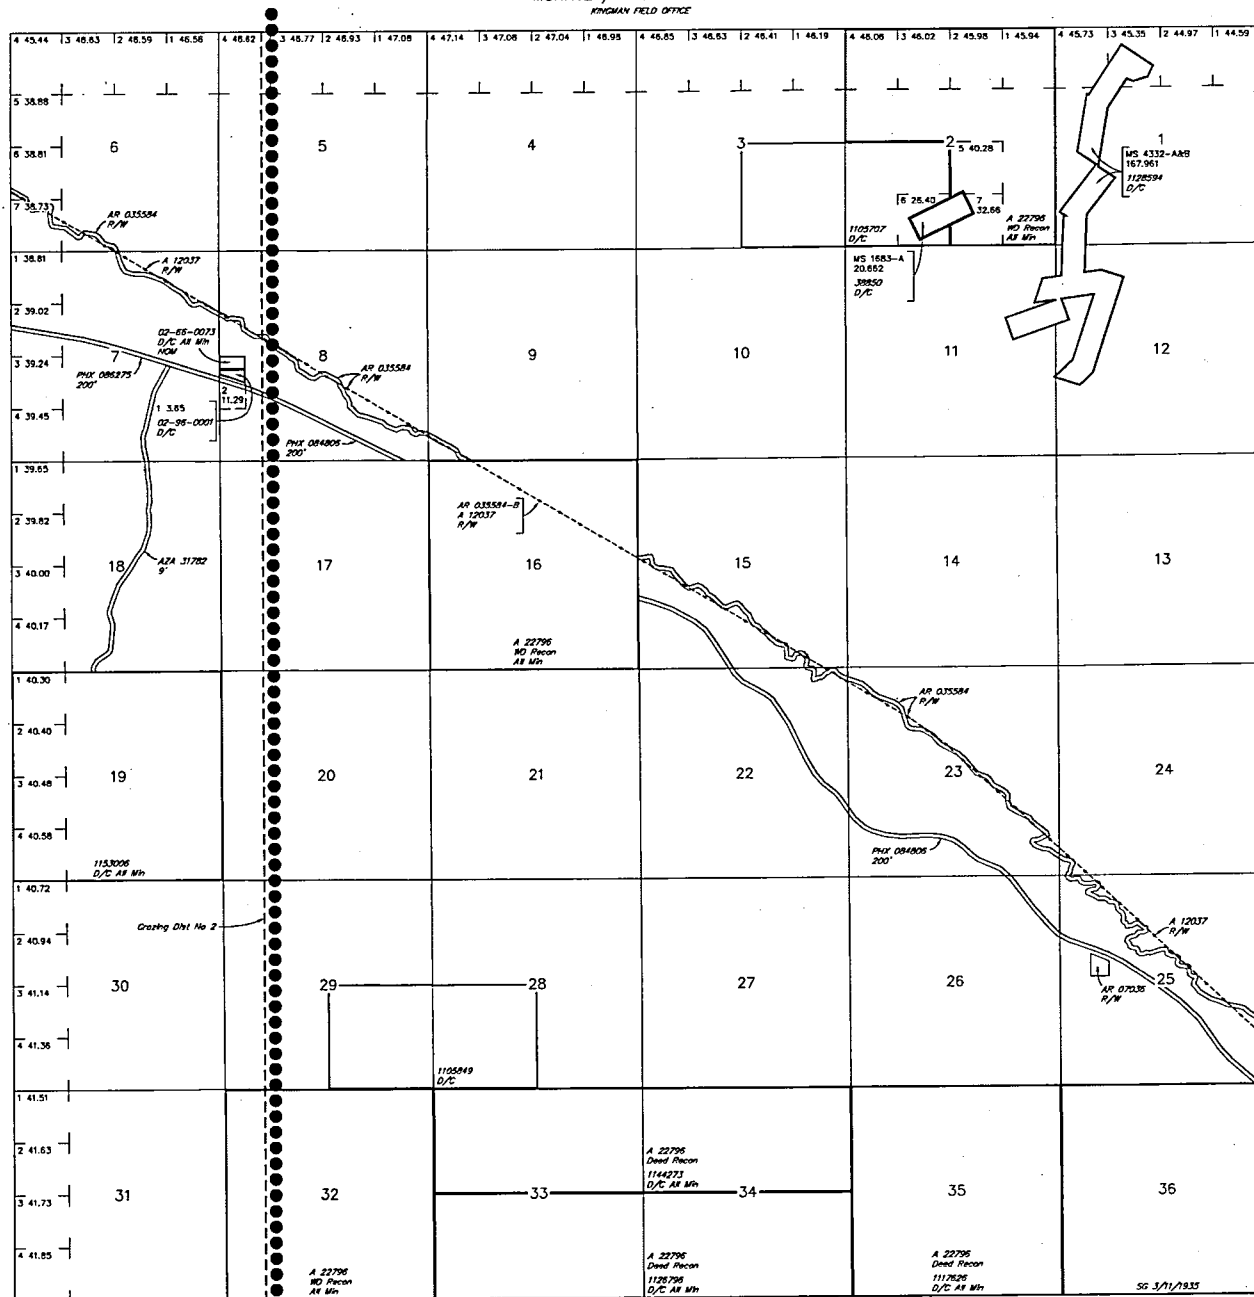 KINGMAN FIELD OFFICE
4 45.44 3 46.63 2 46.59 1 46.56 4 46.62 3 46.77 2 46.93 1 47.06 4 47.14 3 47.06 2 47.04 1 46.95 4 46.85 3 46.63 2 46.41 1 46.19 4 46.06 3 46.02 2 45.98 1 45.94 4 45.73 3 45.35 2 44.97 1 44.59
5 38.88
6 38.81
7 38.73
6
5
4
3
2
1
5 40.28
6 26.40
7
32.66
MS 4332-A&B
167.961
1128594
D/C
AR 035584
R/W
A 12037
R/W
1105707
D/C
A 22796
WD Recon
All Min
MS 1683-A
20.662
38850
D/C
1 38.81
2 39.02
3 39.24
4 39.45
02-66-0073
D/C All Min
NOM
7
8
9
10
11
12
PHX 086275
200'
AR 035584
R/W
2
11.29
1 3.85
02-96-0001
D/C
PHX 084806
200'
1 39.65
2 39.82
3 40.00
4 40.17
AR 035584-B
A 12037
R/W
18
17
16
15
14
13
AZA 31782
9'
A 22796
WD Recon
All Min
1 40.30
2 40.40
3 40.48
4 40.58
AR 035584
R/W
19
20
21
22
23
24
PHX 084806
200'
1153006
D/C All Min
1 40.72
2 40.94
3 41.14
4 41.36
Grazing Dist No 2
A 12037
R/W
30
29
28
27
26
25
AR 07036
R/W
1105849
D/C
1 41.51
2 41.63
3 41.73
4 41.85
A 22796
Deed Recon
1144273
D/C All Min
31
32
33
34
35
36
A 22796
WD Recon
All Min
A 22796
Deed Recon
1126796
D/C All Min
A 22796
Deed Recon
1117626
D/C All Min
SG 3/11/1935